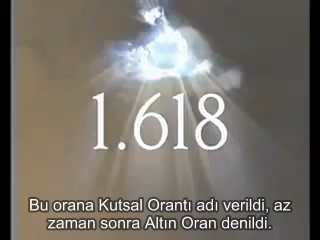 1.618
Bu orana Kutsal Orantı adı verildi, az
zaman sonra Altın Oran denildi.